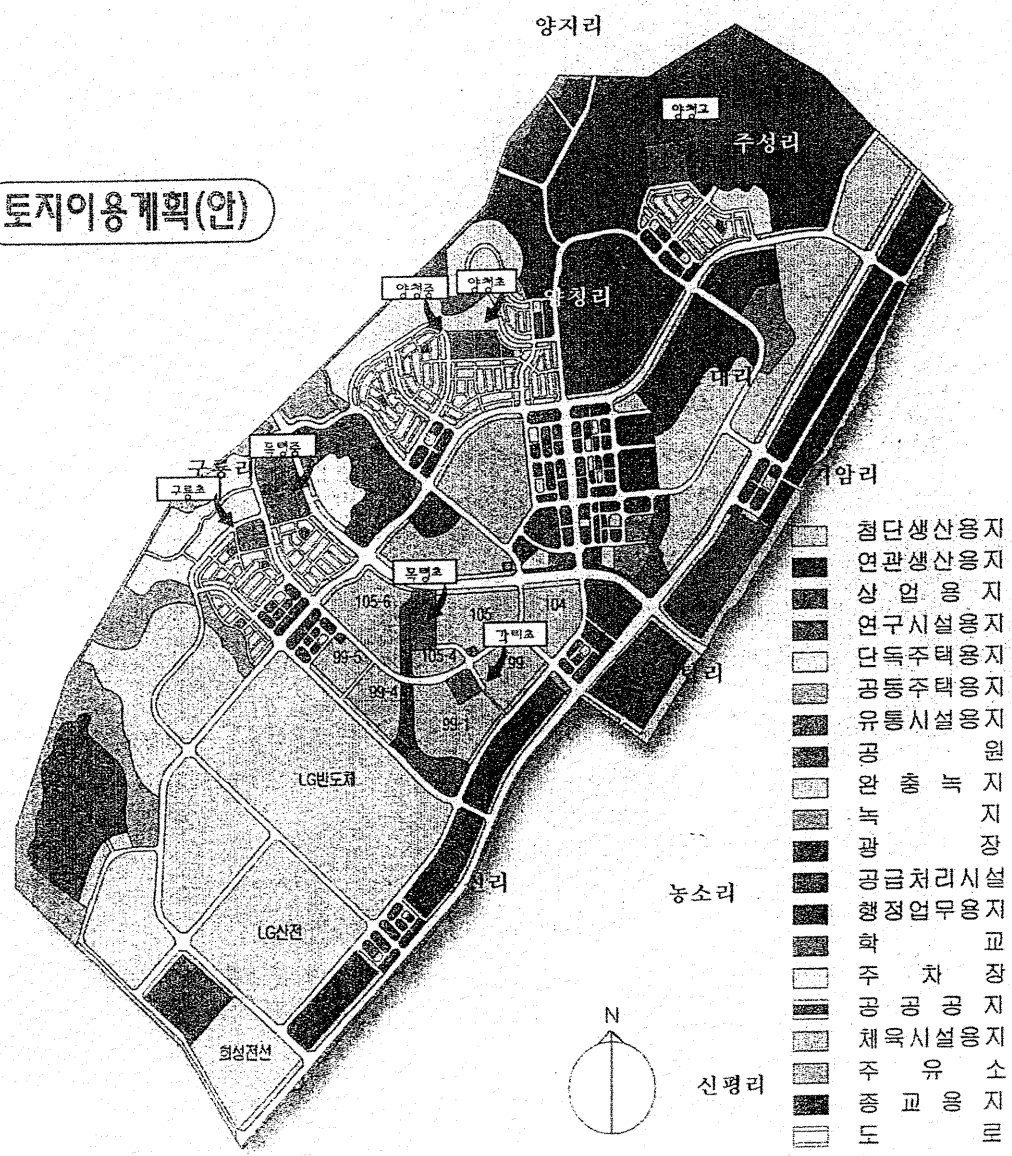 양지리
양청고
주성리
토지이용계획(안)
양청중
양청초
양청리
대리
목령중
구룡리
구룡초
기암리
목령초
105-6
105
104
105-4
99
99-5
99-4
99-1
리
LG반도체
농소리
LG산전
희성전선
N
신평리
첨단생산용지
연관생산용지
상 업 용 지
연구시설용지
단독주택용지
공동주택용지
유통시설용지
공 원
완 충 녹 지
녹 지
광 장
공급처리시설
행정업무용지
학 교
주 차 장
공 공 공 지
체육시설용지
주 유 소
종 교 용 지
도 로